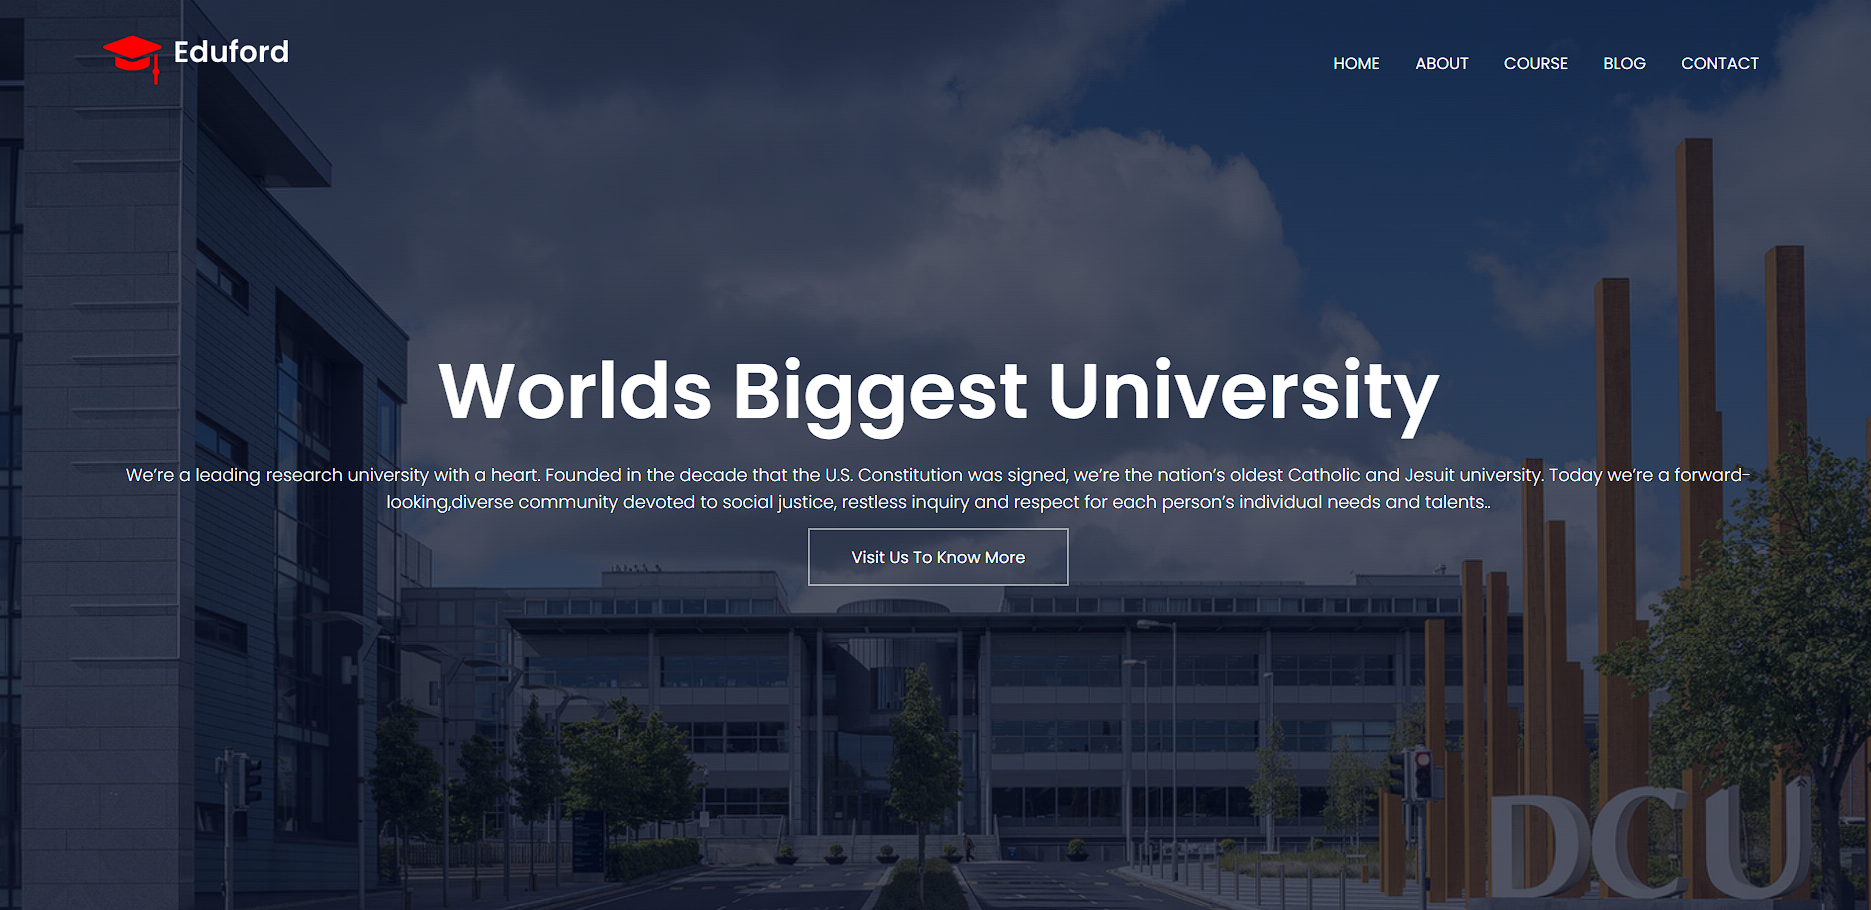 Eduford
HOME ABOUT COURSE BLOG CONTACT
Worlds Biggest University
We’re a leading research university with a heart. Founded in the decade that the U.S. Constitution was signed, we’re the nation’s oldest Catholic and Jesuit university. Today we’re a forward-
looking,diverse community devoted to social justice, restless inquiry and respect for each person’s individual needs and talents..
Visit Us To Know More
DCU